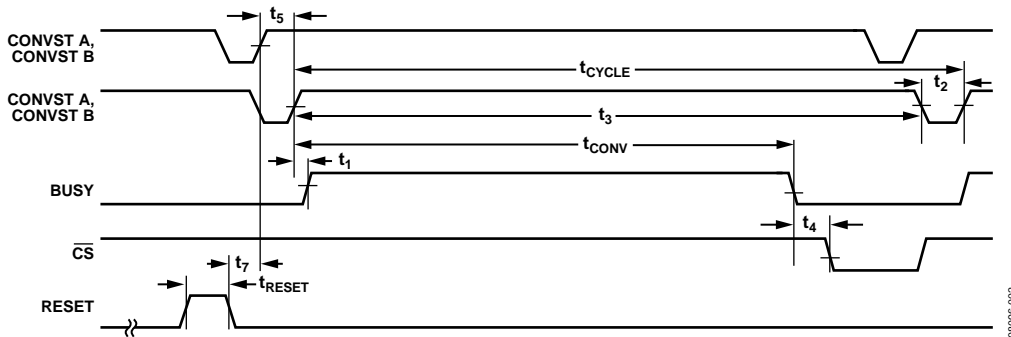 t5
CONVST A,
CONVST B
tCYCLE
t2
CONVST A,
CONVST B
t3
tCONV
t1
BUSY
t4
CS
t7
tRESET
RESET